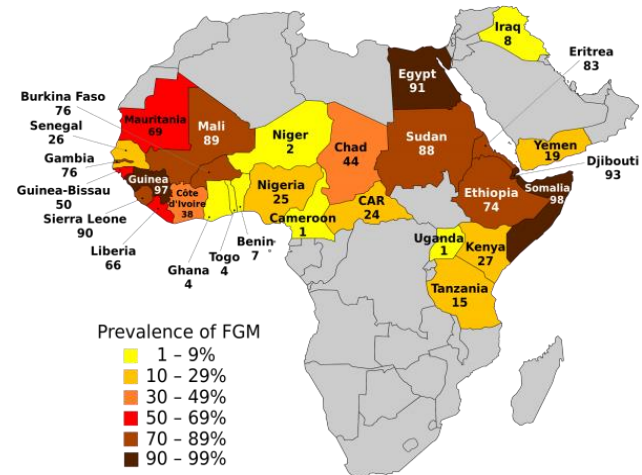 Iraq
8
Eritrea
83
Egypt
91
Burkina Faso
76
Mauritania
69
Mali
89
Niger
2
Chad
44
Sudan
88
Yemen
19
Djibouti
93
Senegal
26
Gambia
76
Guinea-Bissau
50
Guinea
97
Côte
d'Ivoire
38
Nigeria
25
CAR
24
Ethiopia
74
Somalia
98
Sierra Leone
90
Liberia
66
Ghana
4
Togo
4
Benin
7
Cameroon
1
Uganda
1
Kenya
27
Tanzania
15
Prevalence of FGM
1 – 9%
10 – 29%
30 – 49%
50 – 69%
70 – 89%
90 – 99%